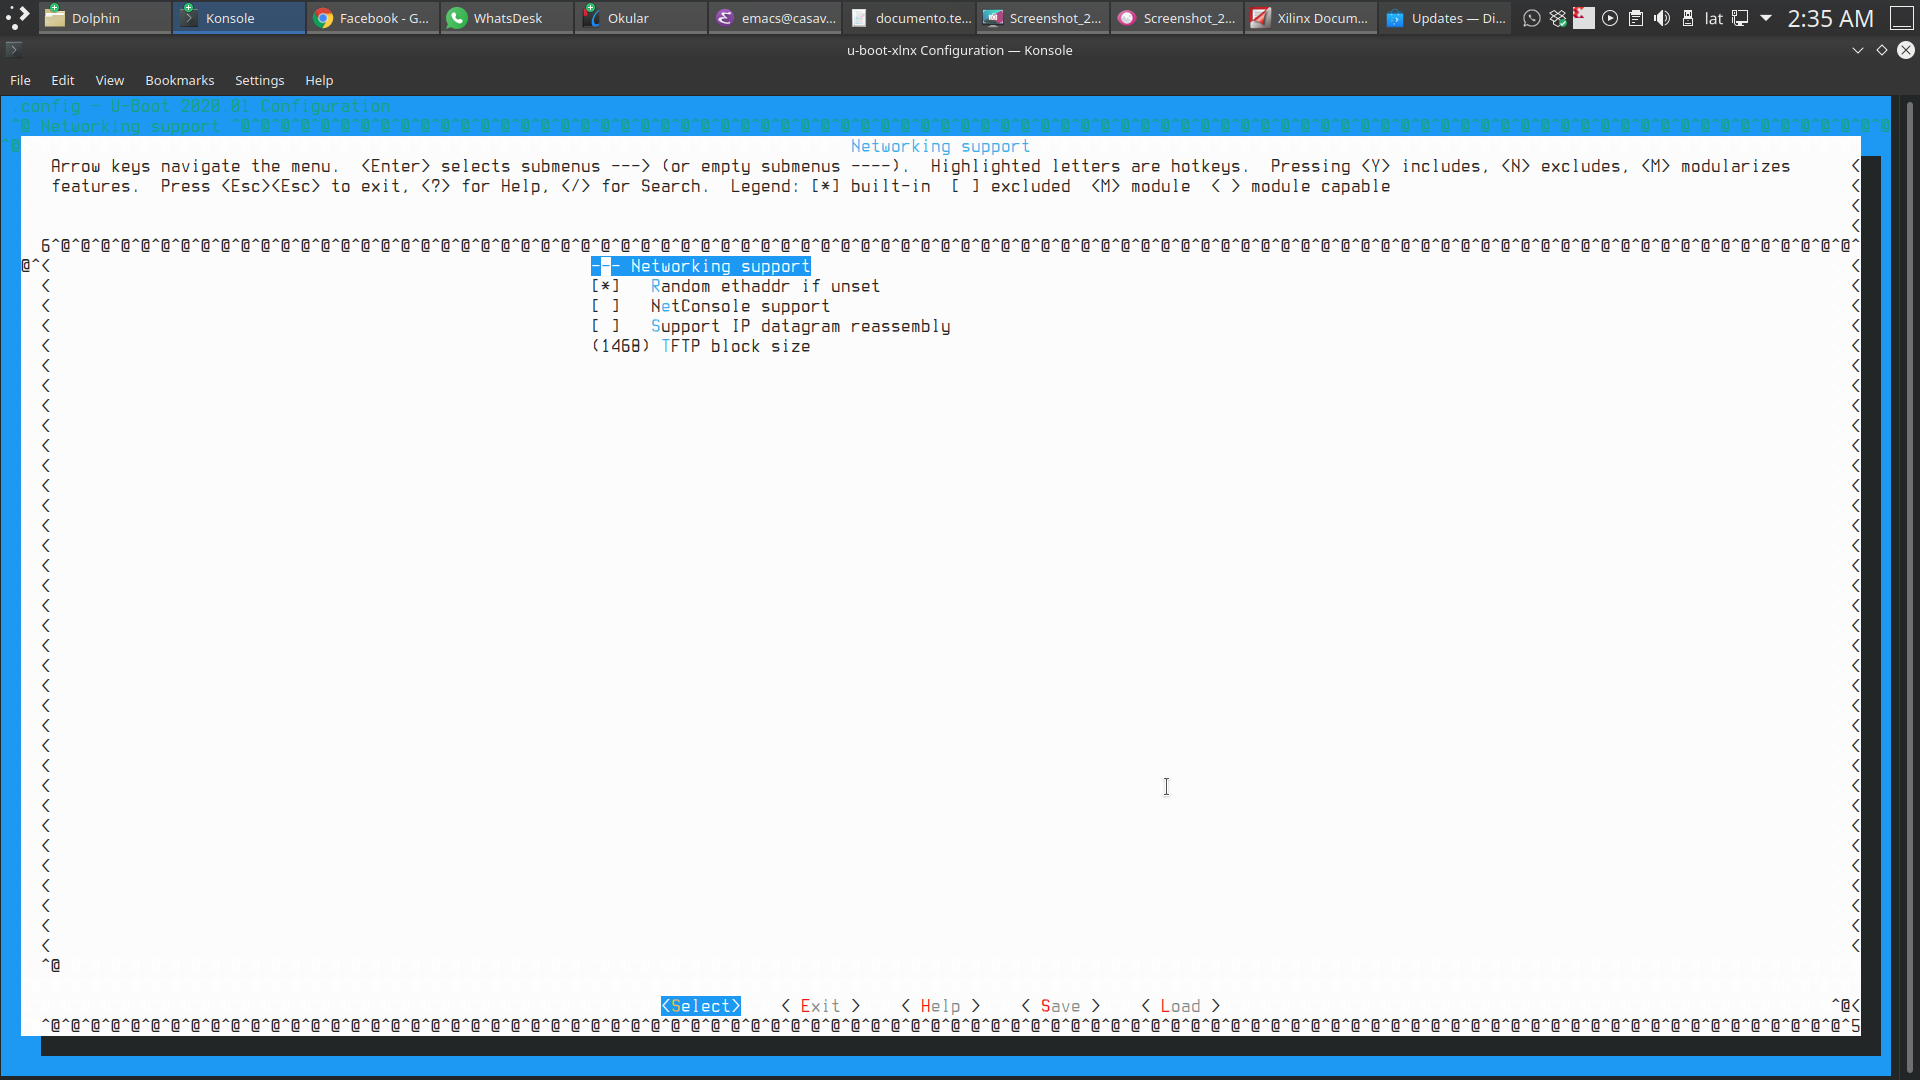 Dolphin Konsole Facebook - G... WhatsDesk Okular emacs@casav... documento.te... Screenshot_2... Screenshot_2... Xilinx Docum... Updates — Di... lat 2:35 AM
u-boot-xlnx Configuration — Konsole
File Edit View Bookmarks Settings Help
.config - U-Boot 2020.01 Configuration
Networking support
Networking support
Arrow keys navigate the menu. <Enter> selects submenus ---> (or empty submenus ----). Highlighted letters are hotkeys. Pressing <Y> includes, <N> excludes, <M> modularizes
features. Press <Esc><Esc> to exit, <?> for Help, </> for Search. Legend: [*] built-in [ ] excluded <M> module < > module capable
--- Networking support
[*] Random ethaddr if unset
[ ] NetConsole support
[ ] Support IP datagram reassembly
(1468) TFTP block size
<Select> < Exit > < Help > < Save > < Load >